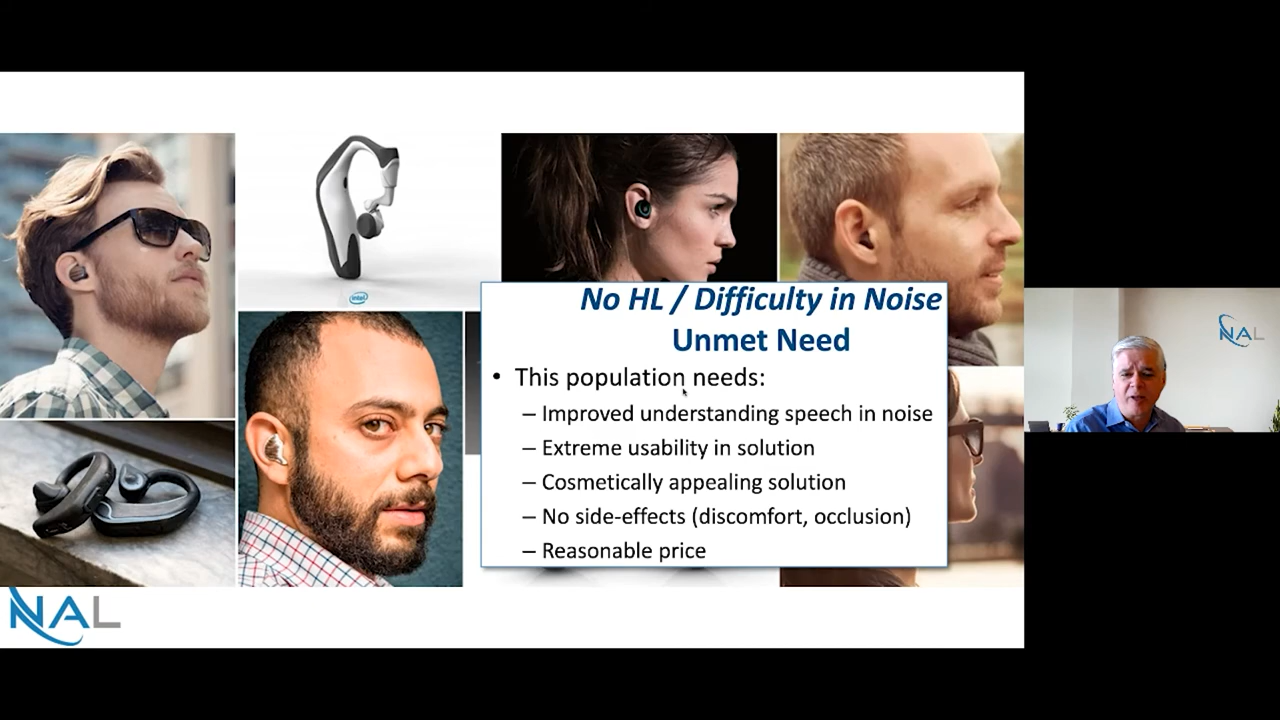 intel
No HL / Difficulty in Noise
Unmet Need
• This population needs:
– Improved understanding speech in noise
– Extreme usability in solution
– Cosmetically appealing solution
– No side-effects (discomfort, occlusion)
– Reasonable price
NAL
NAL